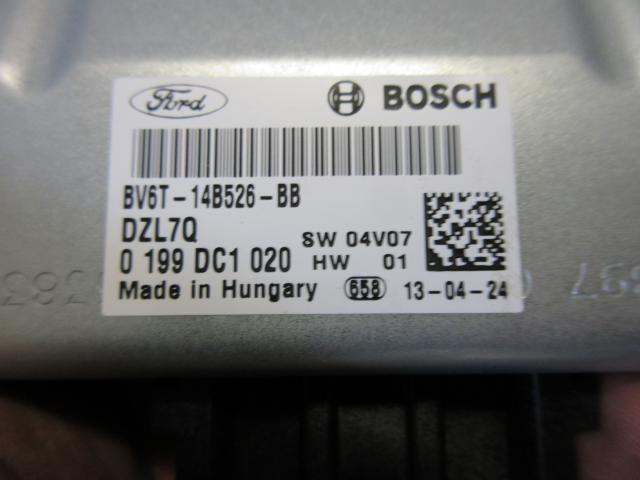 Ford BOSCH
BV6T-14B526-BB
DZL7Q SW 04V07
0 199 DC1 020 HW 01
Made in Hungary 658 13-04-24